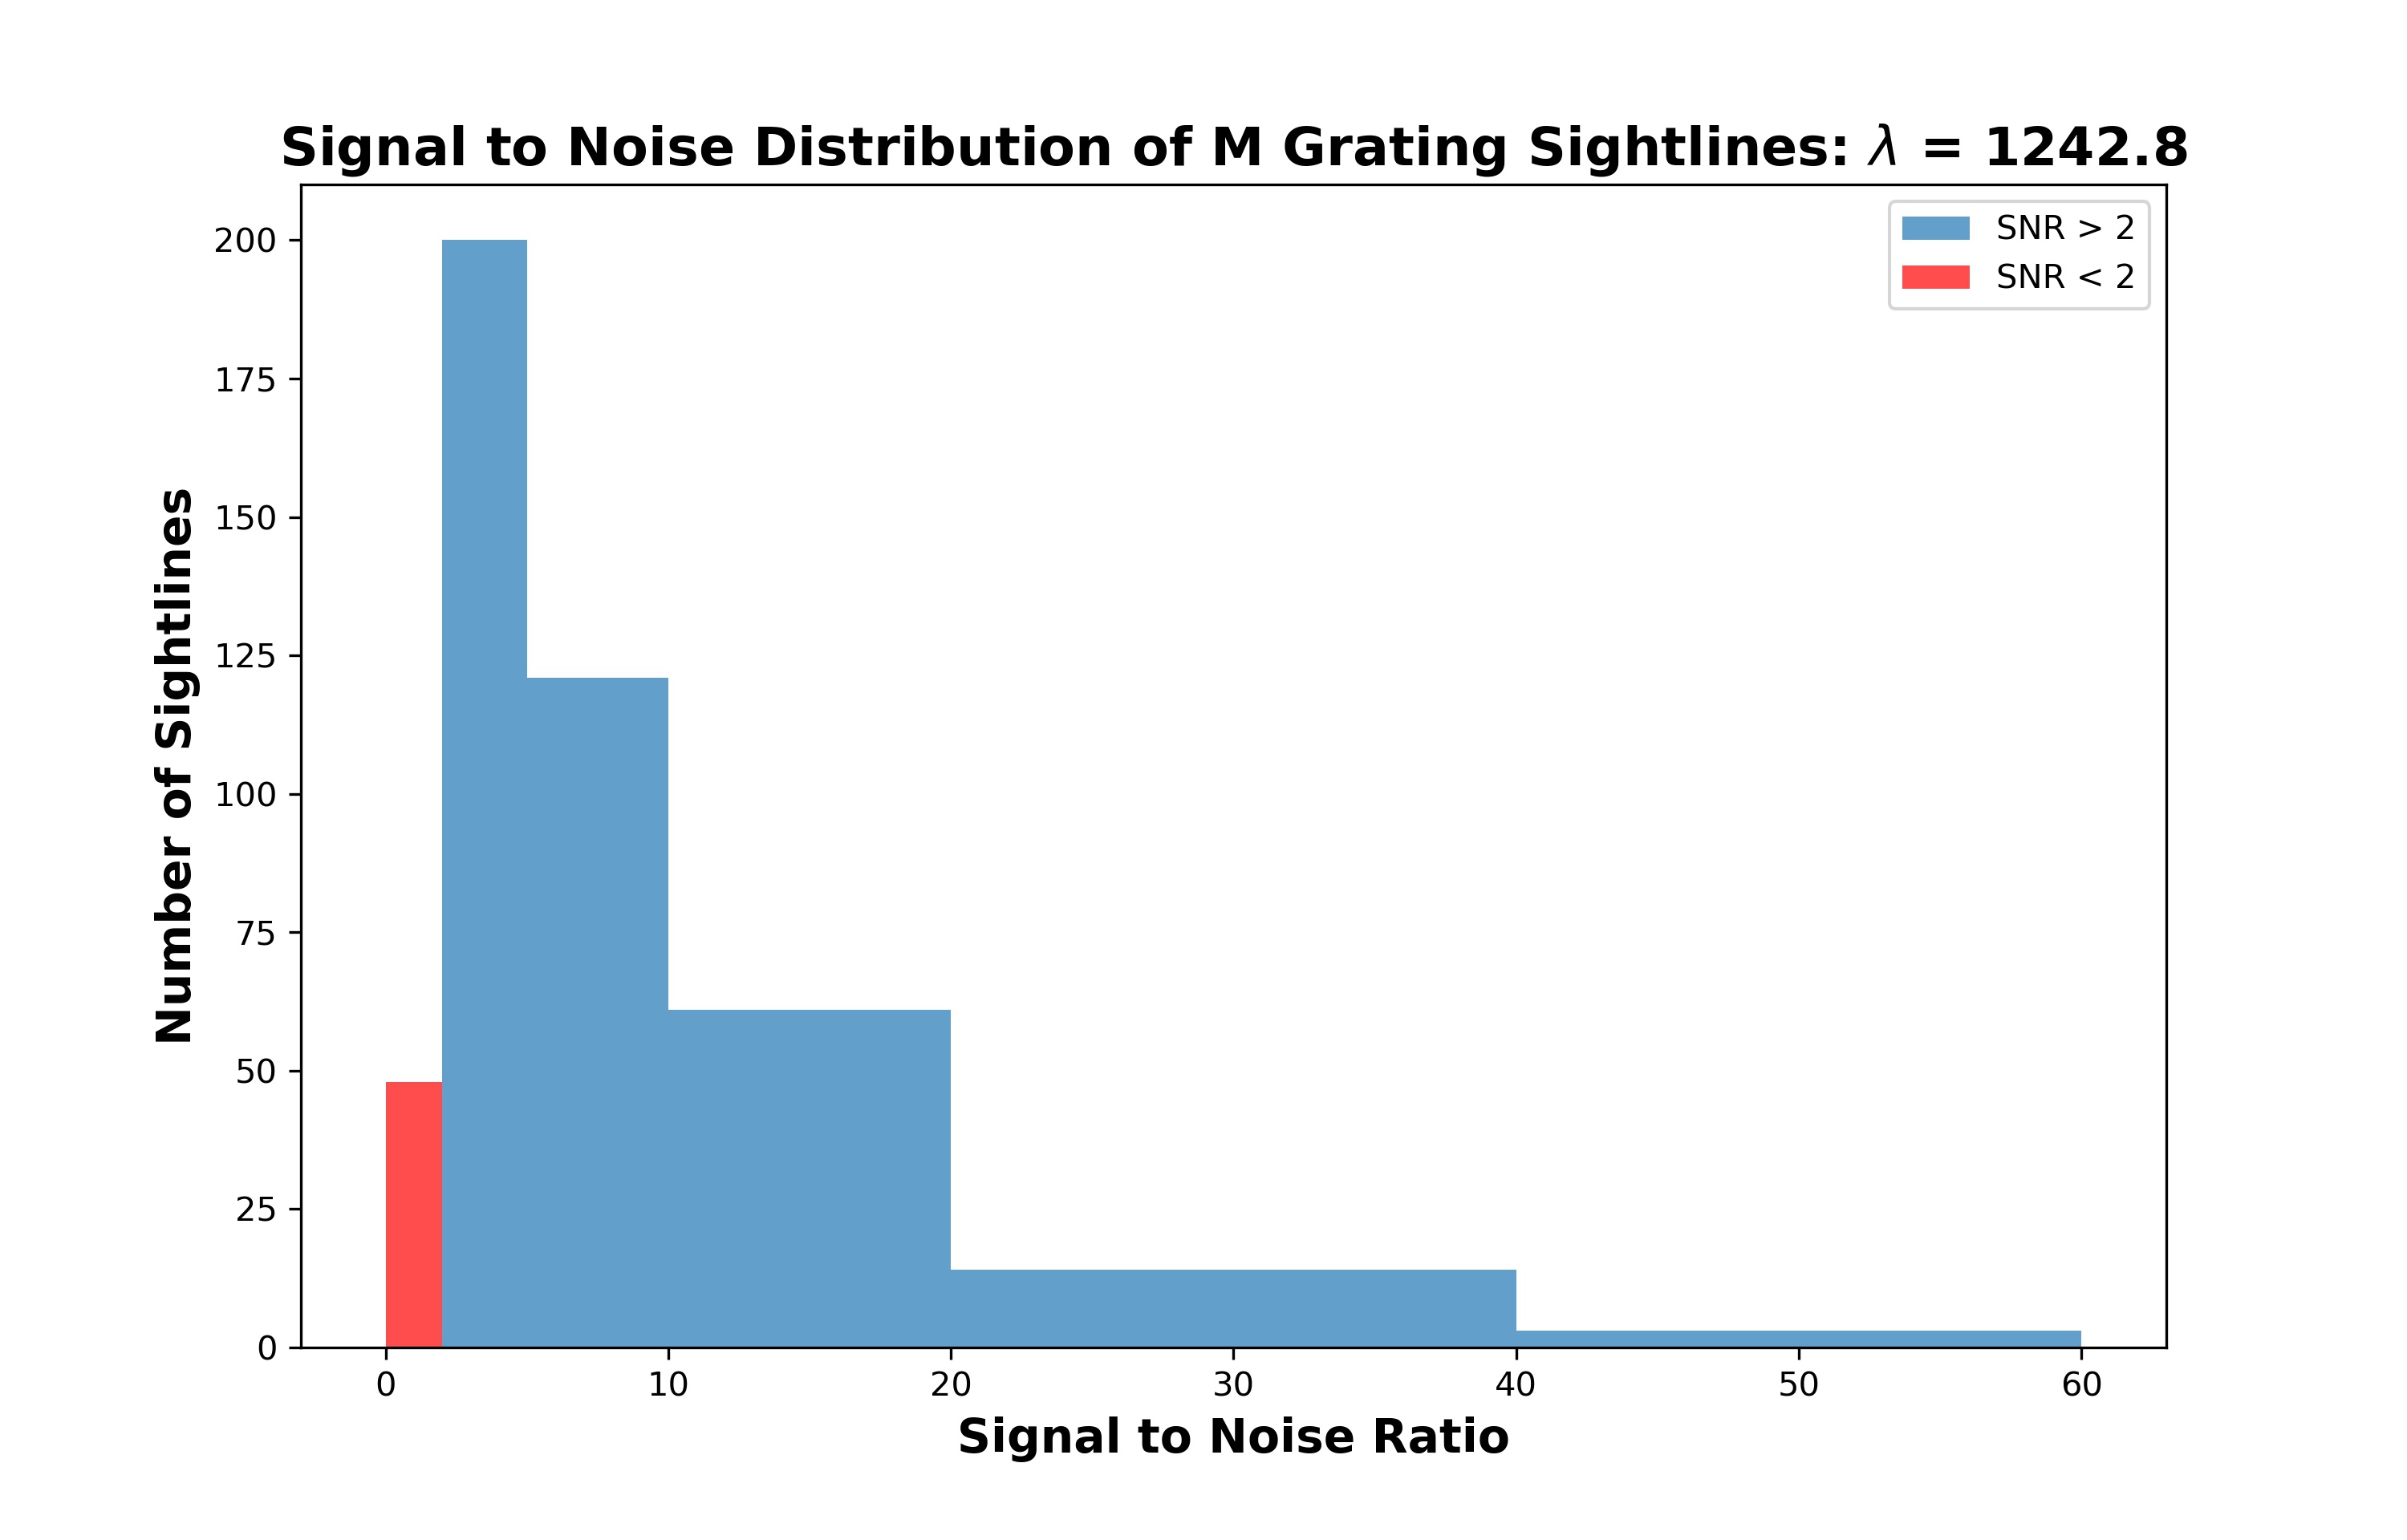 Signal to Noise Distribution of M Grating Sightlines: λ = 1242.8
SNR > 2
SNR < 2
Number of Sightlines
200
175
150
125
100
75
50
25
0
0 10 20 30 40 50 60
Signal to Noise Ratio